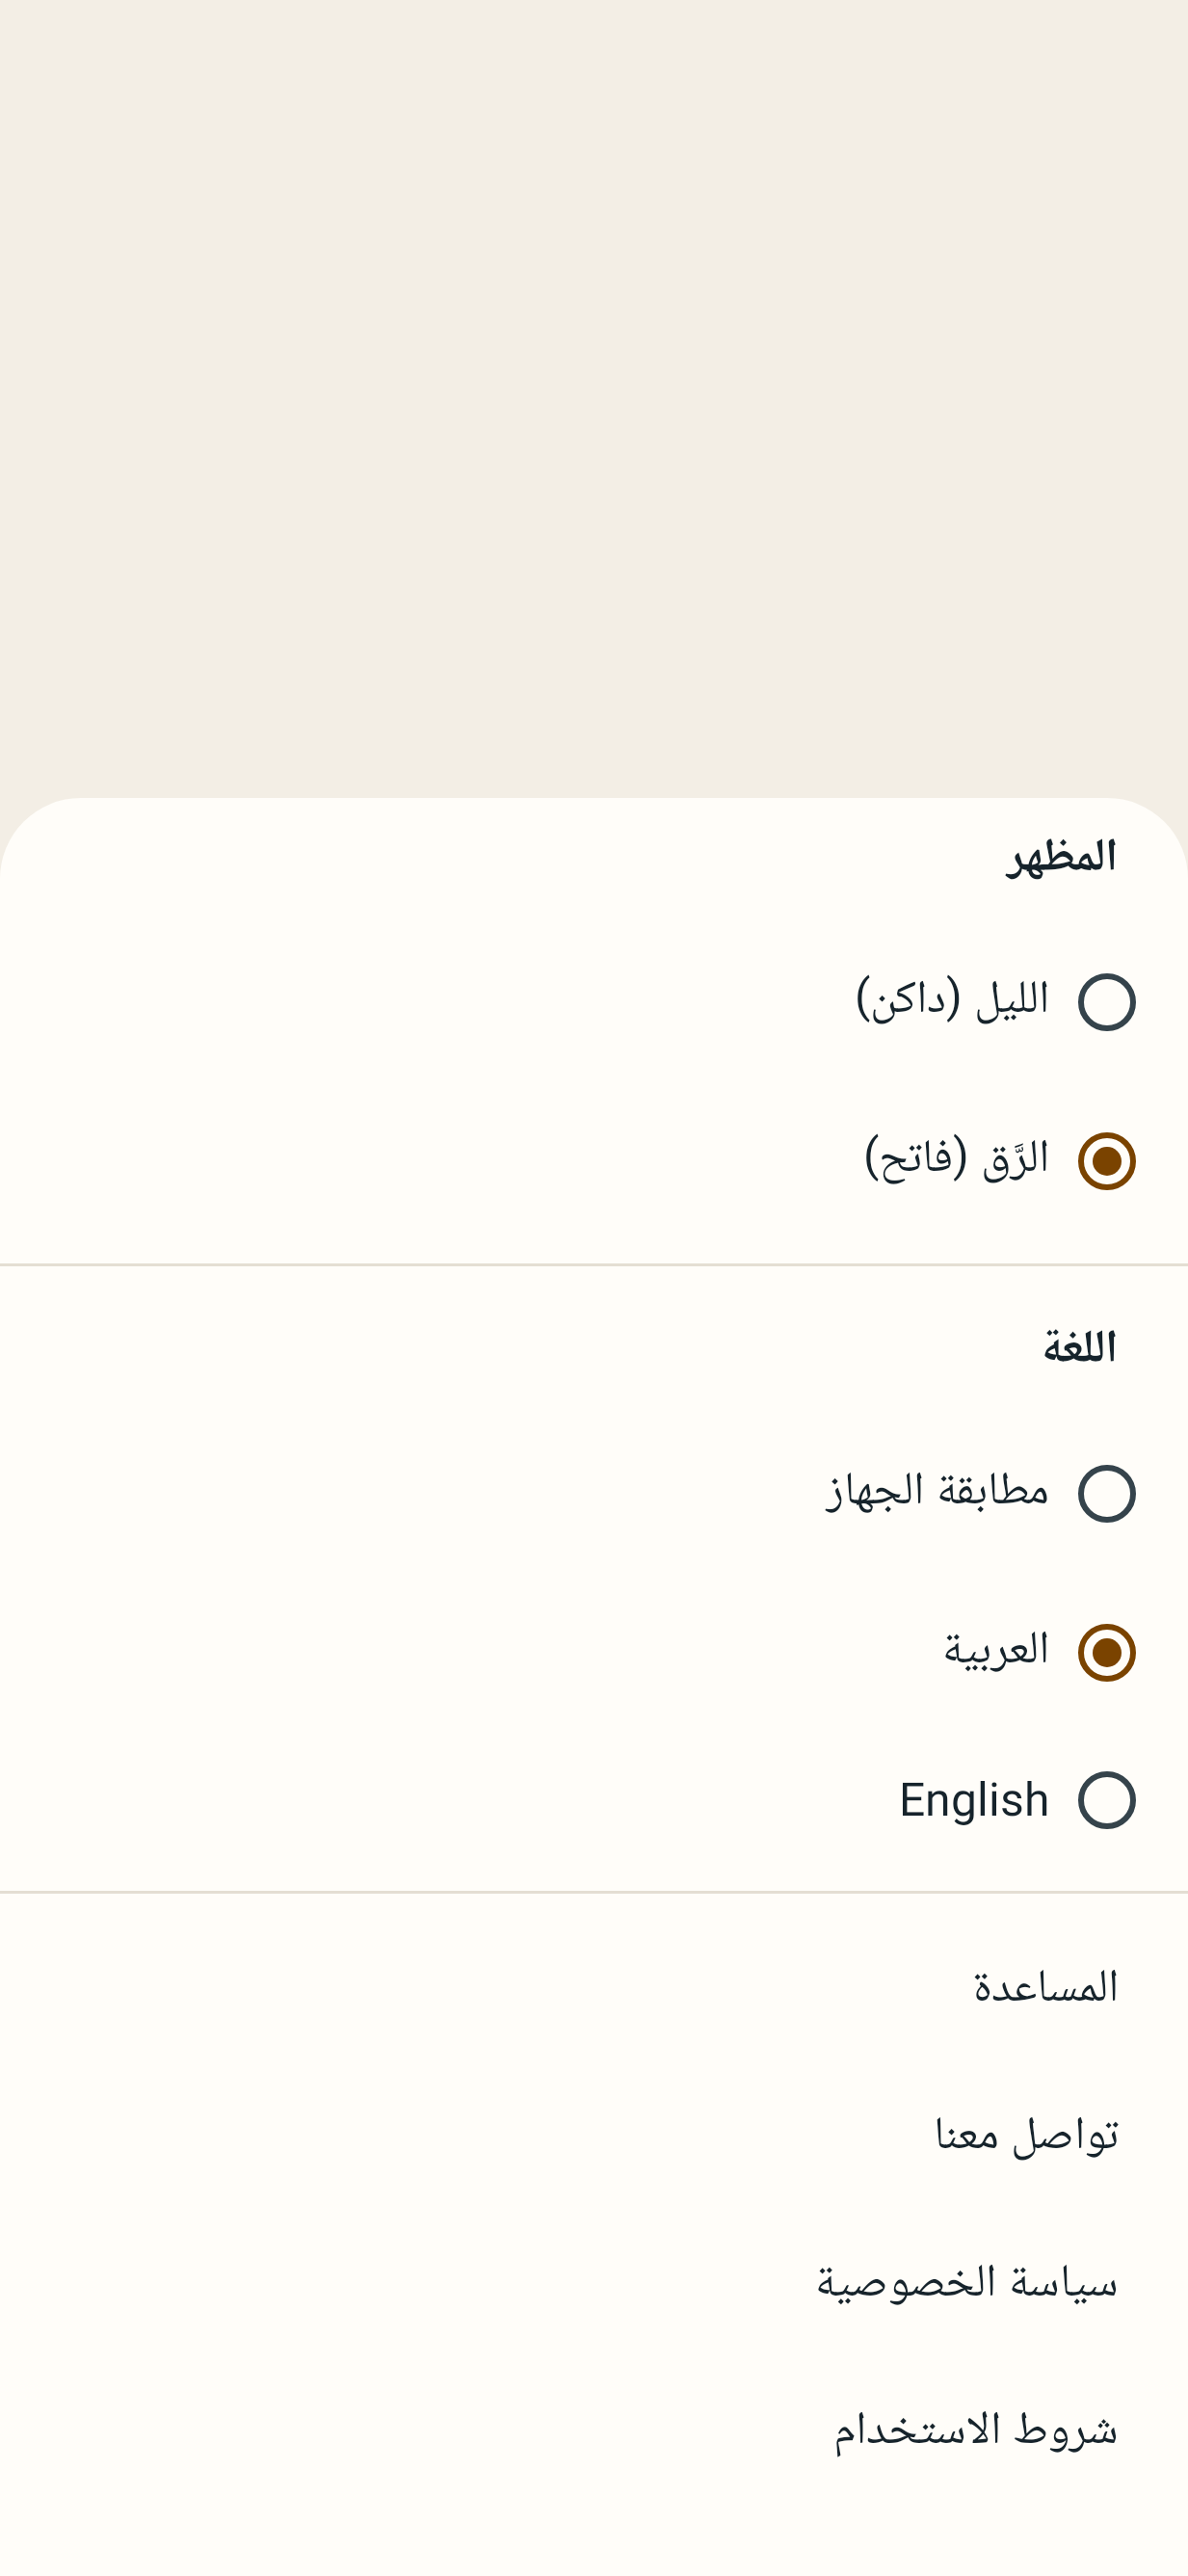 المظهر
الليل (داكن)
الرَّق (فاتح)
اللغة
مطابقة الجهاز
العربية
English
المساعدة
تواصل معنا
سياسة الخصوصية
شروط الاستخدام